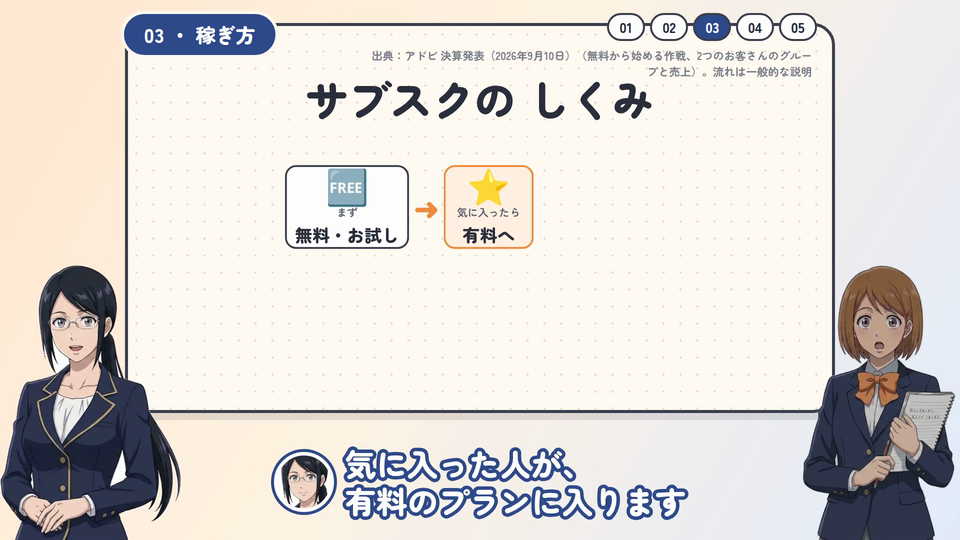 03 ・ 稼ぎ方
01 02 03 04 05
出典：アドビ 決算発表（2026年9月10日）（無料から始める作戦、2つのお客さんのグルー
プと売上）。流れは一般的な説明
サブスクの しくみ
FREE
まず
無料・お試し
気に入ったら
有料へ
気に入った人が、
有料のプランに入ります